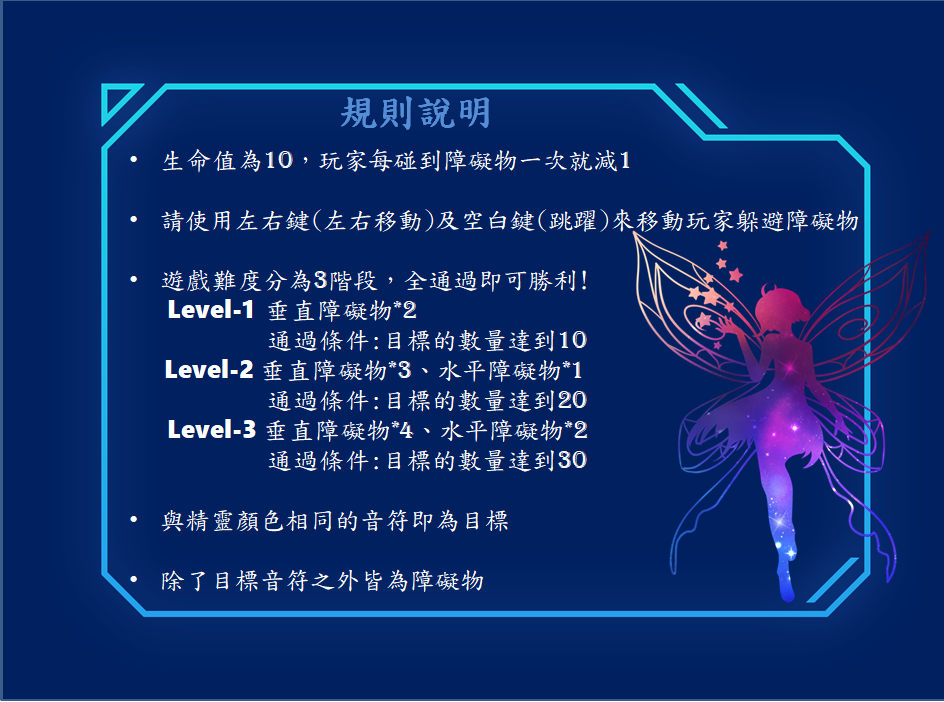 規則說明
• 生命值為10，玩家每碰到障礙物一次就減1
• 請使用左右鍵(左右移動)及空白鍵(跳躍)來移動玩家躲避障礙物
• 遊戲難度分為3階段，全通過即可勝利!
Level-1 垂直障礙物*2
通過條件:目標的數量達到10
Level-2 垂直障礙物*3、水平障礙物*1
通過條件:目標的數量達到20
Level-3 垂直障礙物*4、水平障礙物*2
通過條件:目標的數量達到30
• 與精靈顏色相同的音符即為目標
• 除了目標音符之外皆為障礙物